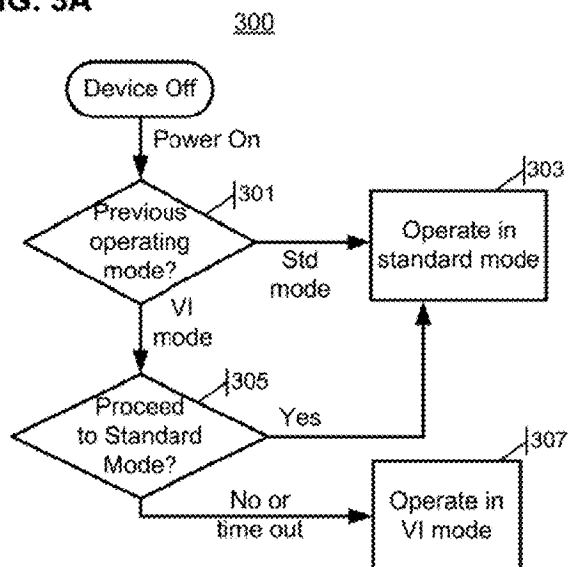 FIG. 3A
300
Device Off
Power On
301
Previous
operating
mode?
Std
mode
303
Operate in
standard mode
VI
mode
305
Proceed
to Standard
Mode?
Yes
307
No or
time out
Operate in
VI mode